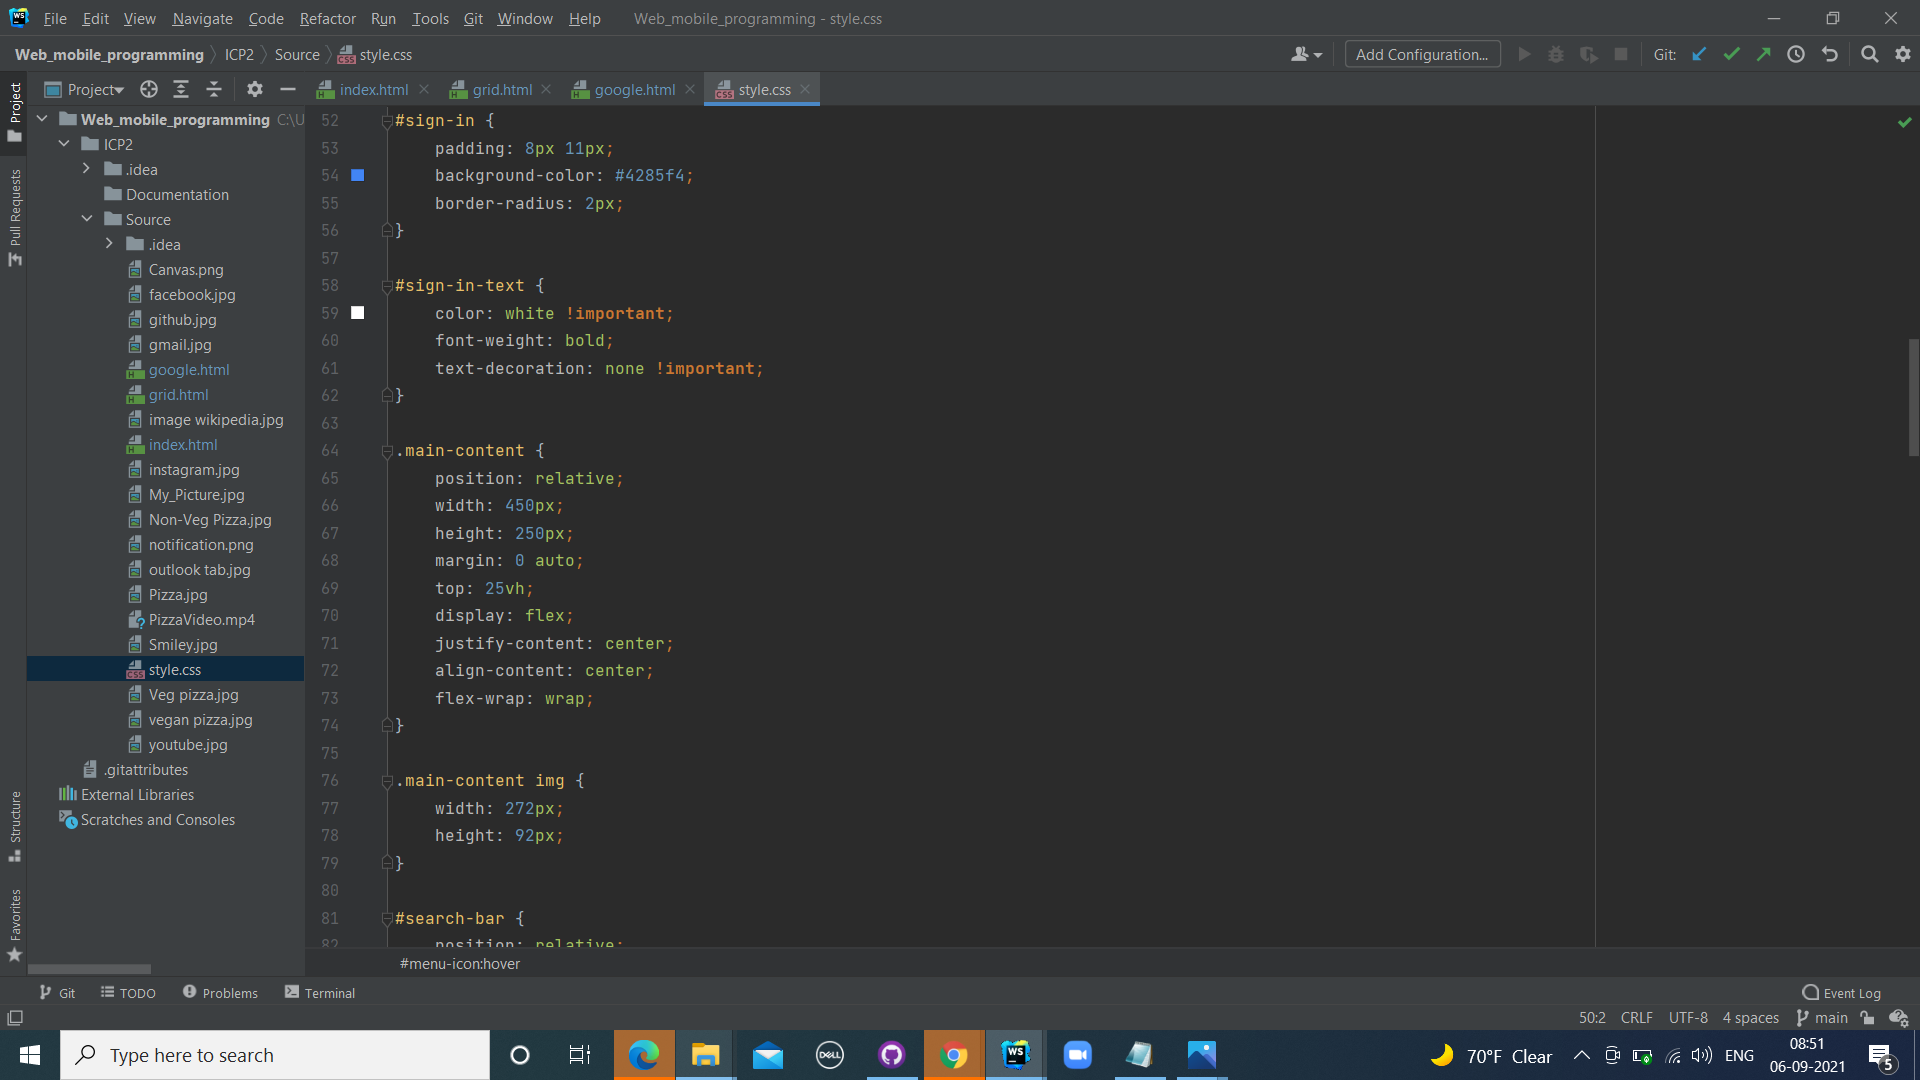 File Edit View Navigate Code Refactor Run Tools Git Window Help Web_mobile_programming - style.css
Web_mobile_programming ICP2 Source style.css Add Configuration... Git:
Project index.html grid.html google.html style.css
Project
Pull Requests
Structure
Favorites
Web_mobile_programming C:\U
ICP2
.idea
Documentation
Source
.idea
Canvas.png
facebook.jpg
github.jpg
gmail.jpg
google.html
grid.html
image wikipedia.jpg
index.html
instagram.jpg
My_Picture.jpg
Non-Veg Pizza.jpg
notification.png
outlook tab.jpg
Pizza.jpg
PizzaVideo.mp4
Smiley.jpg
style.css
Veg pizza.jpg
vegan pizza.jpg
youtube.jpg
.gitattributes
External Libraries
Scratches and Consoles
52 #sign-in {
53 padding: 8px 11px;
54 background-color: #4285f4;
55 border-radius: 2px;
56 }
57
58 #sign-in-text {
59 color: white !important;
60 font-weight: bold;
61 text-decoration: none !important;
62 }
63
64 .main-content {
65 position: relative;
66 width: 450px;
67 height: 250px;
68 margin: 0 auto;
69 top: 25vh;
70 display: flex;
71 justify-content: center;
72 align-content: center;
73 flex-wrap: wrap;
74 }
75
76 .main-content img {
77 width: 272px;
78 height: 92px;
79 }
80
81 #search-bar {
82 position: relative;
#menu-icon:hover
Git TODO Problems Terminal Event Log
50:2 CRLF UTF-8 4 spaces main
Type here to search
DELL
WS
70°F Clear
ENG
08:51
06-09-2021
5